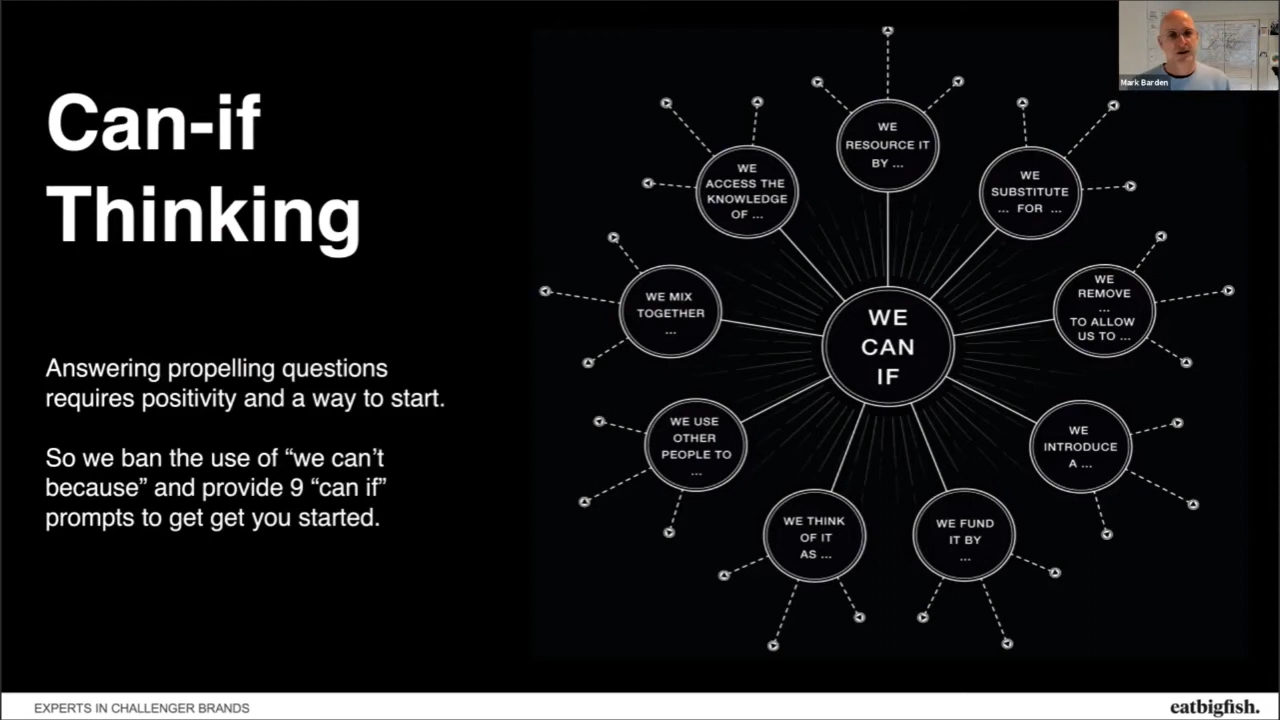 Can-if
Thinking
Answering propelling questions
requires positivity and a way to start.
So we ban the use of “we can’t
because” and provide 9 “can if”
prompts to get get you started.
WE
CAN
IF
WE
RESOURCE IT
BY ...
WE
SUBSTITUTE
... FOR ...
WE
REMOVE
...
TO ALLOW
US TO ...
WE
INTRODUCE
A ...
WE FUND
IT BY
...
WE THINK
OF IT
AS ...
WE USE
OTHER
PEOPLE TO
...
WE MIX
TOGETHER
...
WE
ACCESS THE
KNOWLEDGE
OF ...
Mark Barden
EXPERTS IN CHALLENGER BRANDS
eatbigfish.